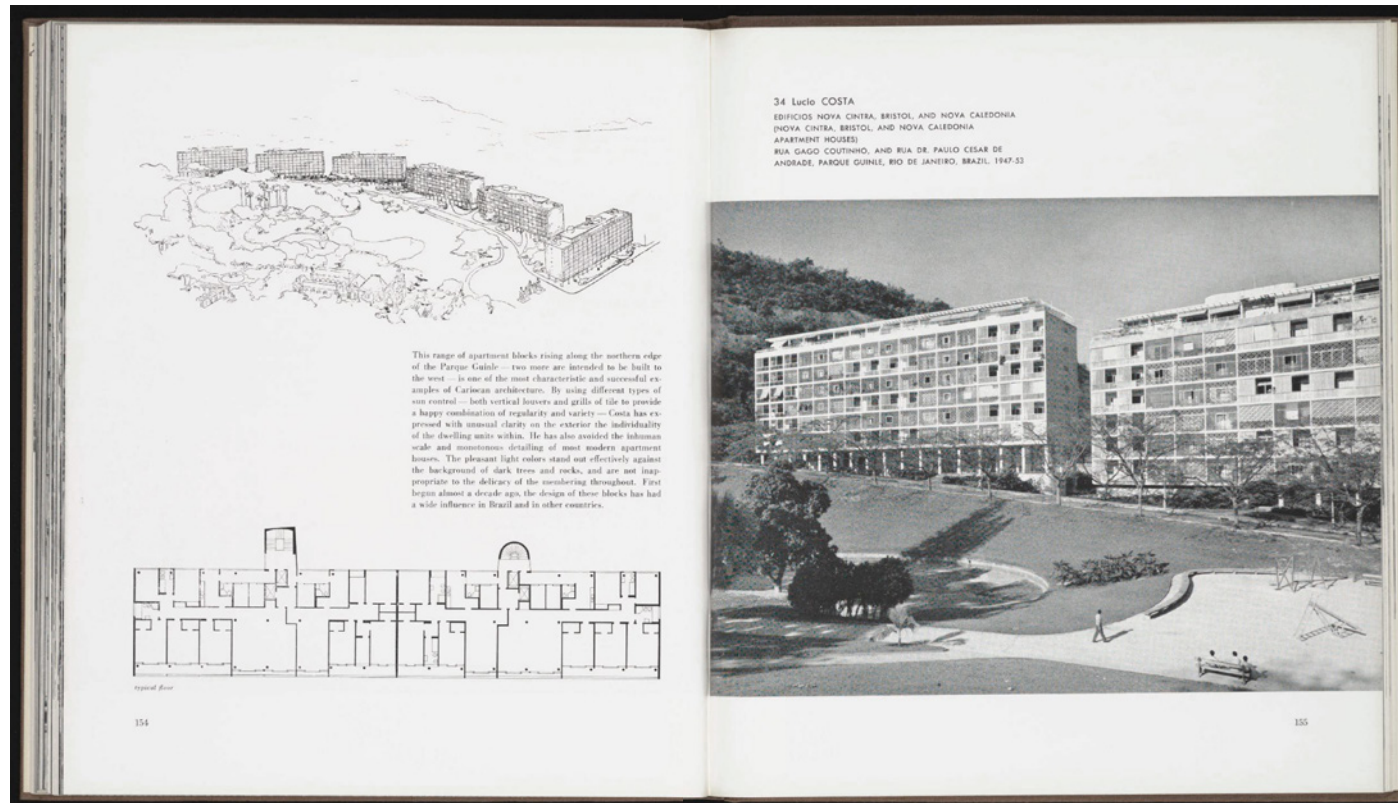 This range of apartment blocks rising along the northern edge
of the Parque Guinle — two more are intended to be built to
the west — is one of the most characteristic and successful ex-
amples of Cariocan architecture. By using different types of
sun control — both vertical louvers and grills of tile to provide
a happy combination of regularity and variety — Costa has ex-
pressed with unusual clarity on the exterior the individuality
of the dwelling units within. He has also avoided the inhuman
scale and monotonous detailing of most modern apartment
houses. The pleasant light colors stand out effectively against
the background of dark trees and rocks, and are not inap-
propriate to the delicacy of the membering throughout. First
begun almost a decade ago, the design of these blocks has had
a wide influence in Brazil and in other countries.
typical floor
154
34 Lucio COSTA
EDIFICIOS NOVA CINTRA, BRISTOL, AND NOVA CALEDONIA
(NOVA CINTRA, BRISTOL, AND NOVA CALEDONIA
APARTMENT HOUSES)
RUA GAGO COUTINHO, AND RUA DR. PAULO CESAR DE
ANDRADE, PARQUE GUINLE, RIO DE JANEIRO, BRAZIL. 1947-53
155